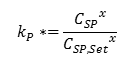 k_P *= C_SP^x / C_SP,Set^x